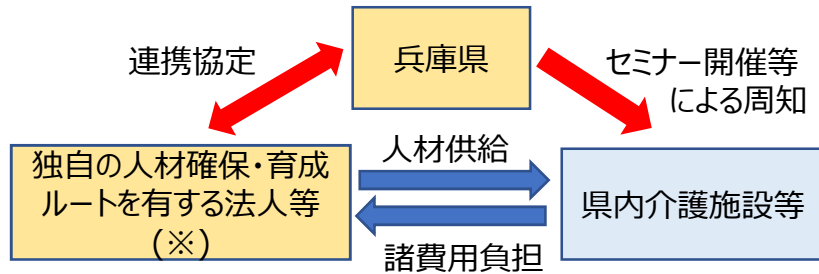 連携協定
兵庫県
セミナー開催等
による周知
独自の人材確保・育成
ルートを有する法人等
（※）
人材供給
諸費用負担
県内介護施設等